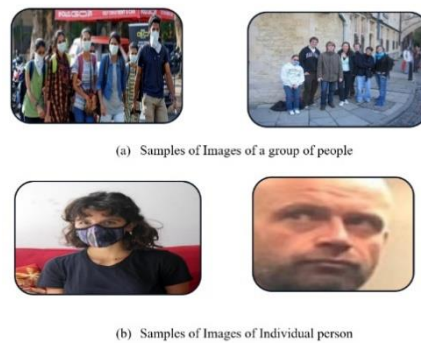 (a) Samples of Images of a group of people
(b) Samples of Images of Individual person